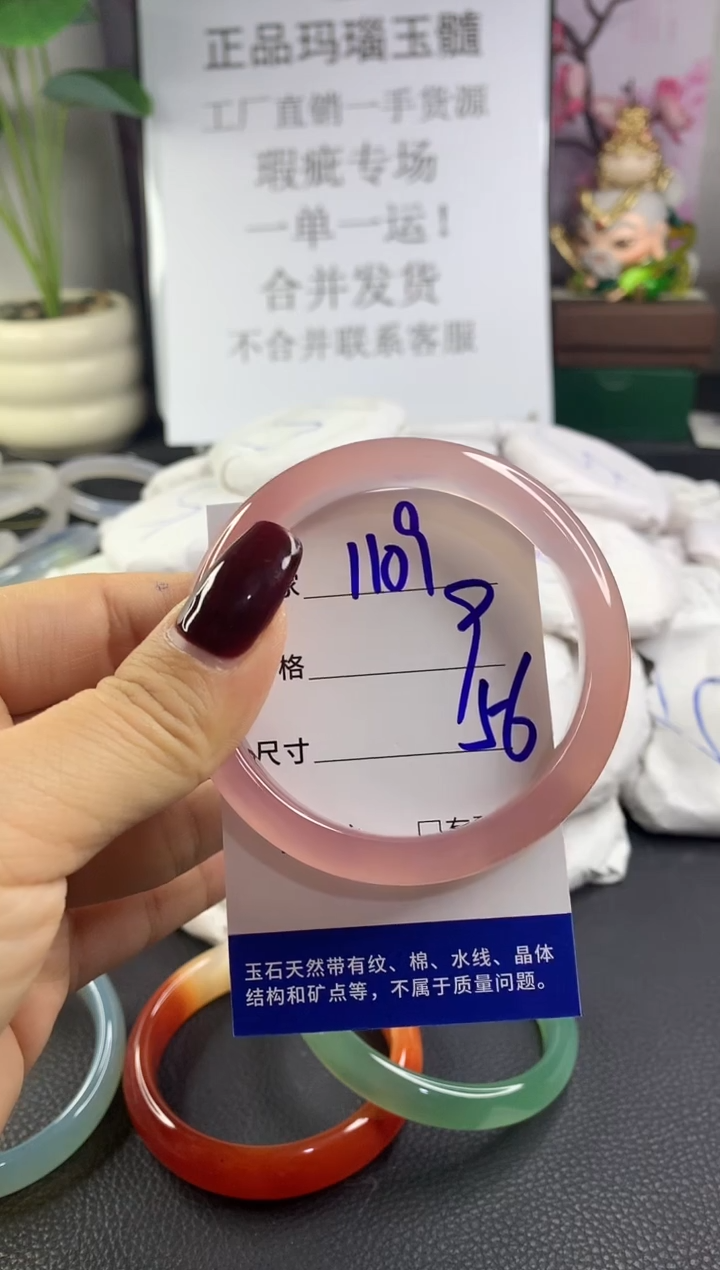 正品玛瑙玉髓
工厂直销一手货源
瑕疵专场
一单一运！
合并发货
不合并联系客服
1109
格
尺寸
56
玉石天然带有纹、棉、水线、晶体
结构和矿点等，不属于质量问题。